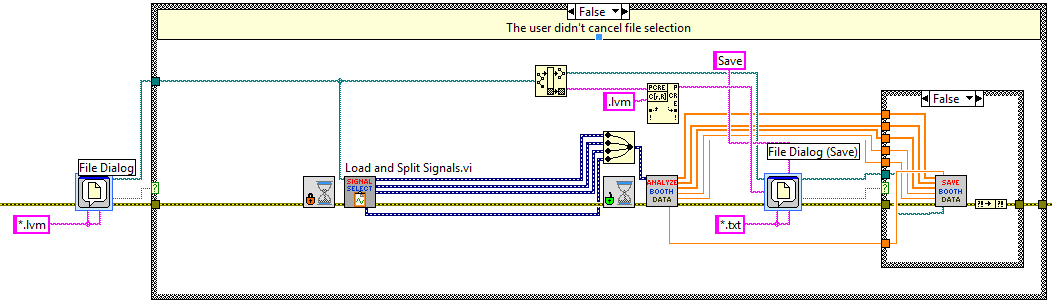 False
The user didn't cancel file selection
Save
PCRE
C[r,R]
P
CR
E
.lvm
False
File Dialog
Load and Split Signals.vi
File Dialog (Save)
SIGNAL
SELECT
ANALYZE
BOOTH
DATA
SAVE
BOOTH
DATA
?!
?!
*.lvm
*.txt